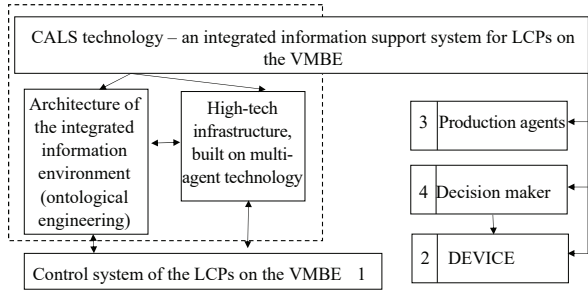 CALS technology – an integrated information support system for LCPs on
the VMBE
Architecture of
the integrated
information
environment
(ontological
engineering)
High-tech
infrastructure,
built on multi-
agent technology
3 Production agents
4 Decision maker
2 DEVICE
Control system of the LCPs on the VMBE 1